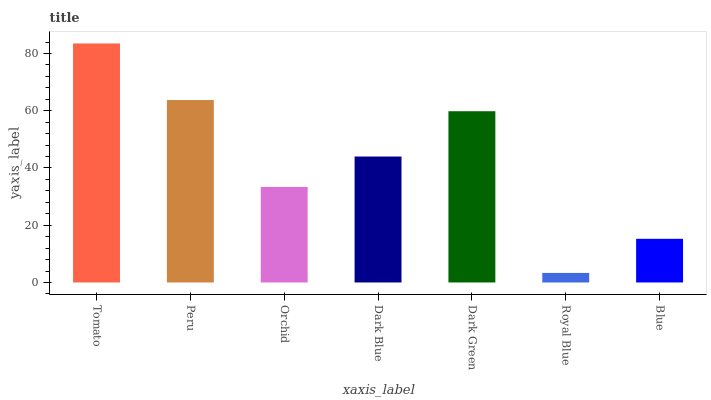 title
yaxis_label
80
60
40
20
0
Tomato
Peru
Orchid
Dark Blue
Dark Green
Royal Blue
Blue
xaxis_label